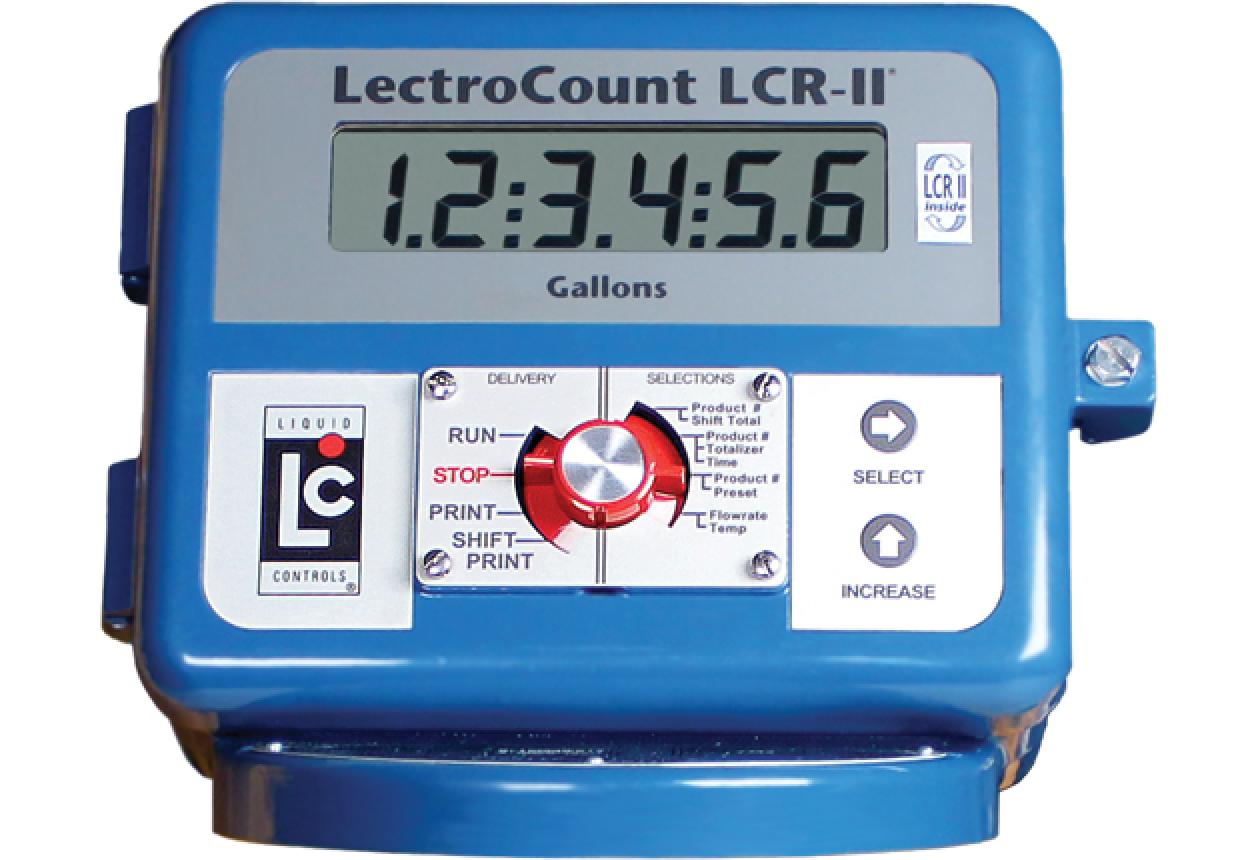 LectroCount LCR-II®
1.2:3.4:5.6
LCR II
inside
Gallons
DELIVERY
SELECTIONS
RUN
STOP
PRINT
SHIFT
PRINT
Product #
Shift Total
Product #
Totalizer
Time
Product #
Preset
Flowrate
Temp
LIQUID
LC
CONTROLS
®
SELECT
INCREASE